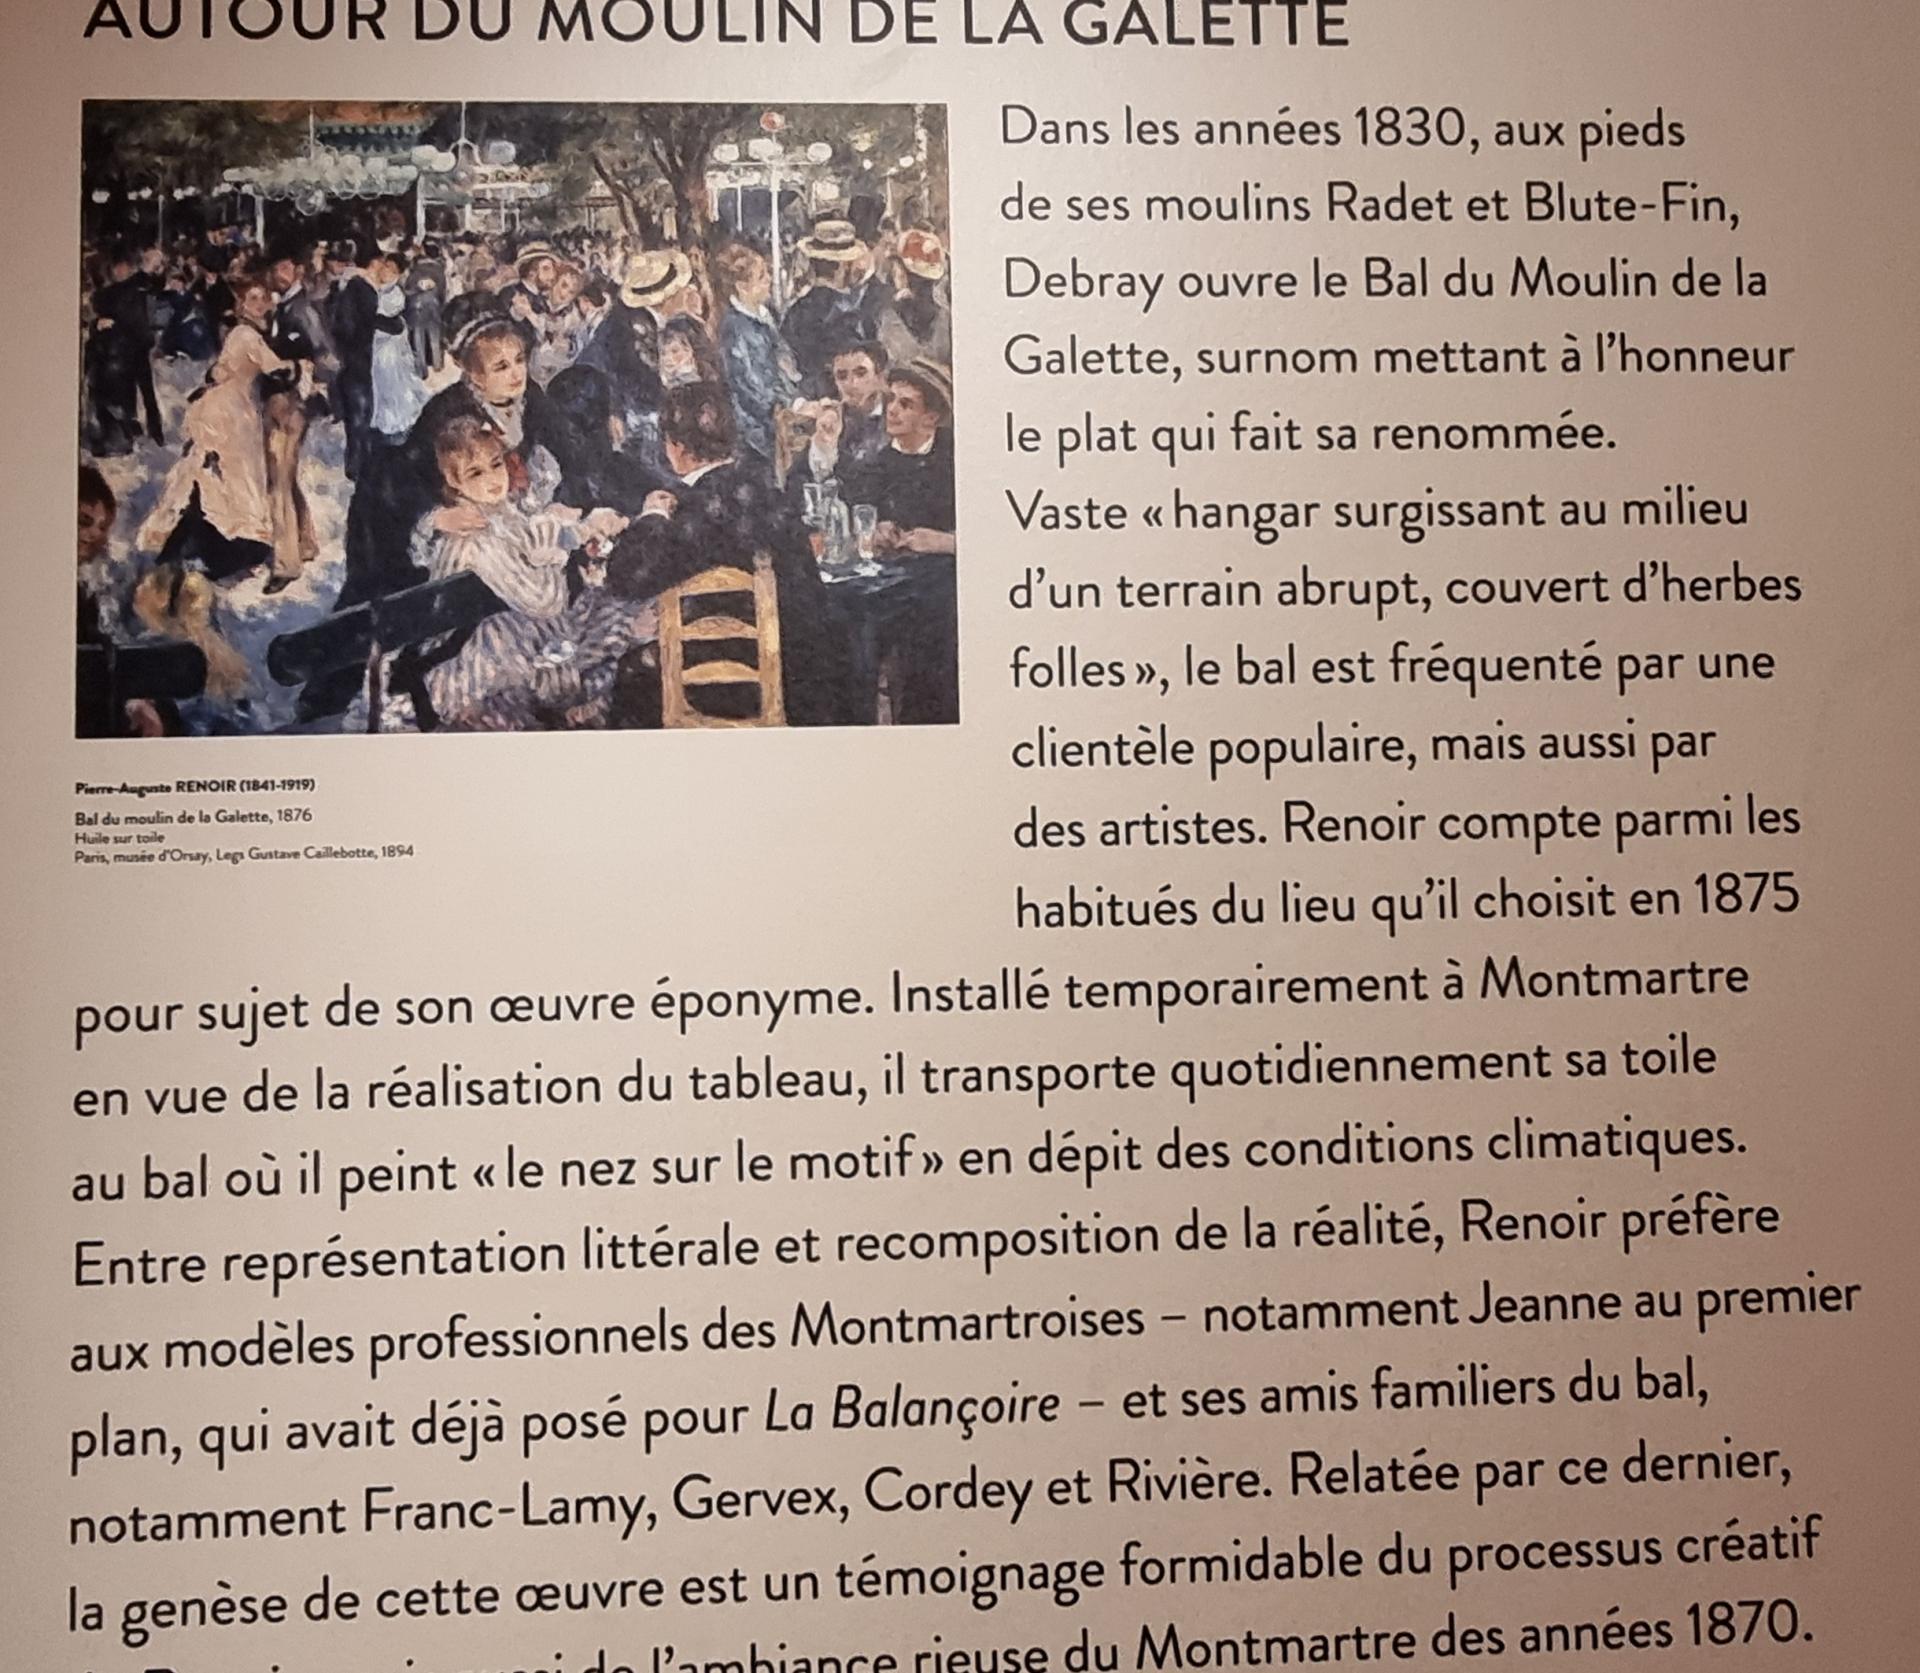 AUTOUR DU MOULIN DE LA GALETTE
Dans les années 1830, aux pieds
de ses moulins Radet et Blute-Fin,
Debray ouvre le Bal du Moulin de la
Galette, surnom mettant à l'honneur
le plat qui fait sa renommée.
Vaste « hangar surgissant au milieu
d'un terrain abrupt, couvert d'herbes
folles », le bal est fréquenté par une
clientèle populaire, mais aussi par
des artistes. Renoir compte parmi les
habitués du lieu qu'il choisit en 1875
Pierre-Auguste RENOIR (1841-1919)
Bal du moulin de la Galette, 1876
Huile sur toile
Paris, musée d'Orsay, Legs Gustave Caillebotte, 1894
pour sujet de son œuvre éponyme. Installé temporairement à Montmartre
en vue de la réalisation du tableau, il transporte quotidiennement sa toile
au bal où il peint « le nez sur le motif » en dépit des conditions climatiques.
Entre représentation littérale et recomposition de la réalité, Renoir préfère
aux modèles professionnels des Montmartroises – notamment Jeanne au premier
plan, qui avait déjà posé pour La Balançoire – et ses amis familiers du bal,
notamment Franc-Lamy, Gervex, Cordey et Rivière. Relatée par ce dernier,
la genèse de cette œuvre est un témoignage formidable du processus créatif
de l'ambiance rieuse du Montmartre des années 1870.